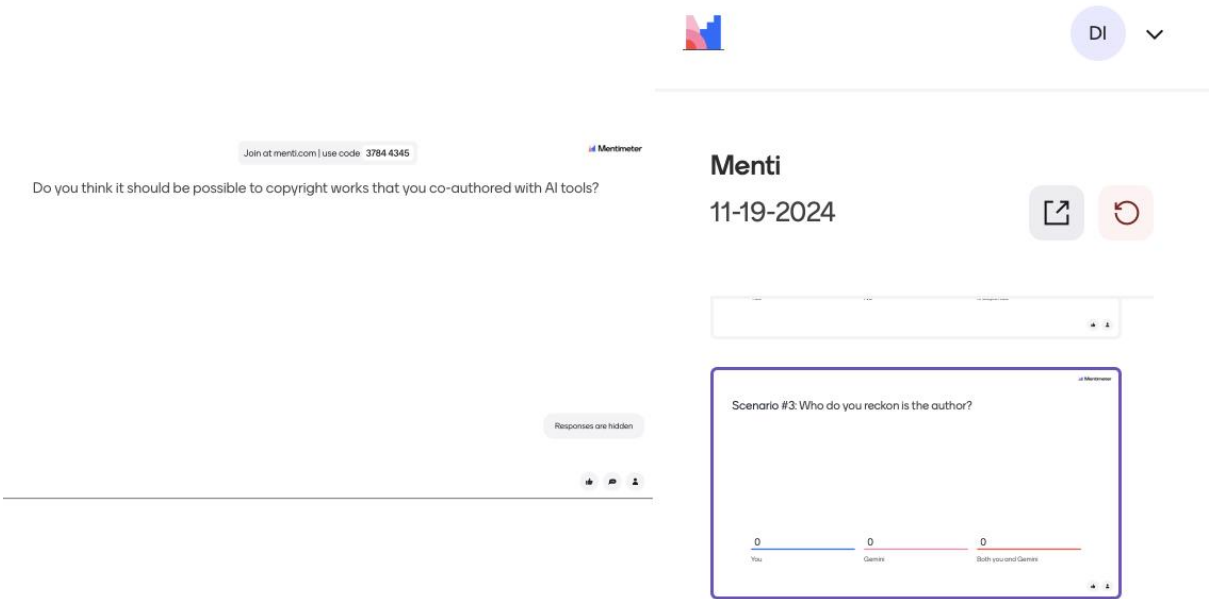 Join at menti.com | use code 3784 4345
Mentimeter
Do you think it should be possible to copyright works that you co-authored with AI tools?
Responses are hidden
DI
Menti
11-19-2024
Mentimeter
Scenario #3: Who do you reckon is the author?
0
0
0
You
Gemini
Both you and Gemini